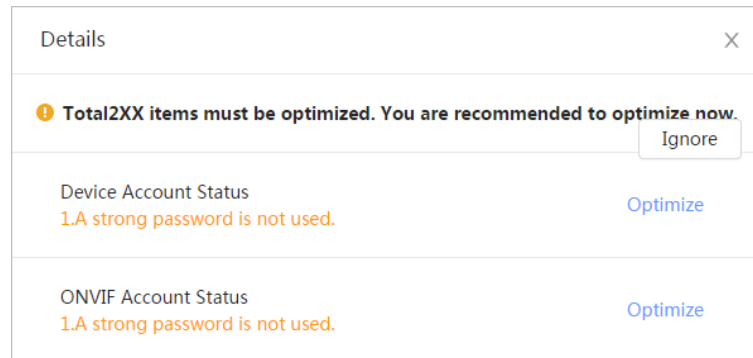 Details
Total2XX items must be optimized. You are recommended to optimize now.
Ignore
Device Account Status
Optimize
1.A strong password is not used.
ONVIF Account Status
Optimize
1.A strong password is not used.